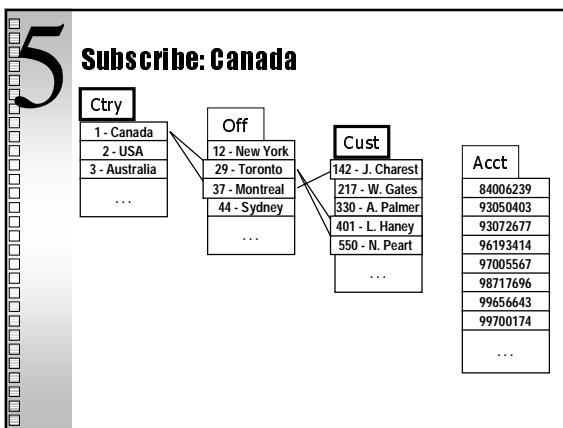 5
Subscribe: Canada
Ctry
1 - Canada
2 - USA
3 - Australia
...
Off
12 - New York
29 - Toronto
37 - Montreal
44 - Sydney
...
Cust
142 - J. Charest
217 - W. Gates
330 - A. Palmer
401 - L. Haney
550 - N. Peart
...
Acct
84006239
93050403
93072677
96193414
97005567
98717696
99656643
99700174
...